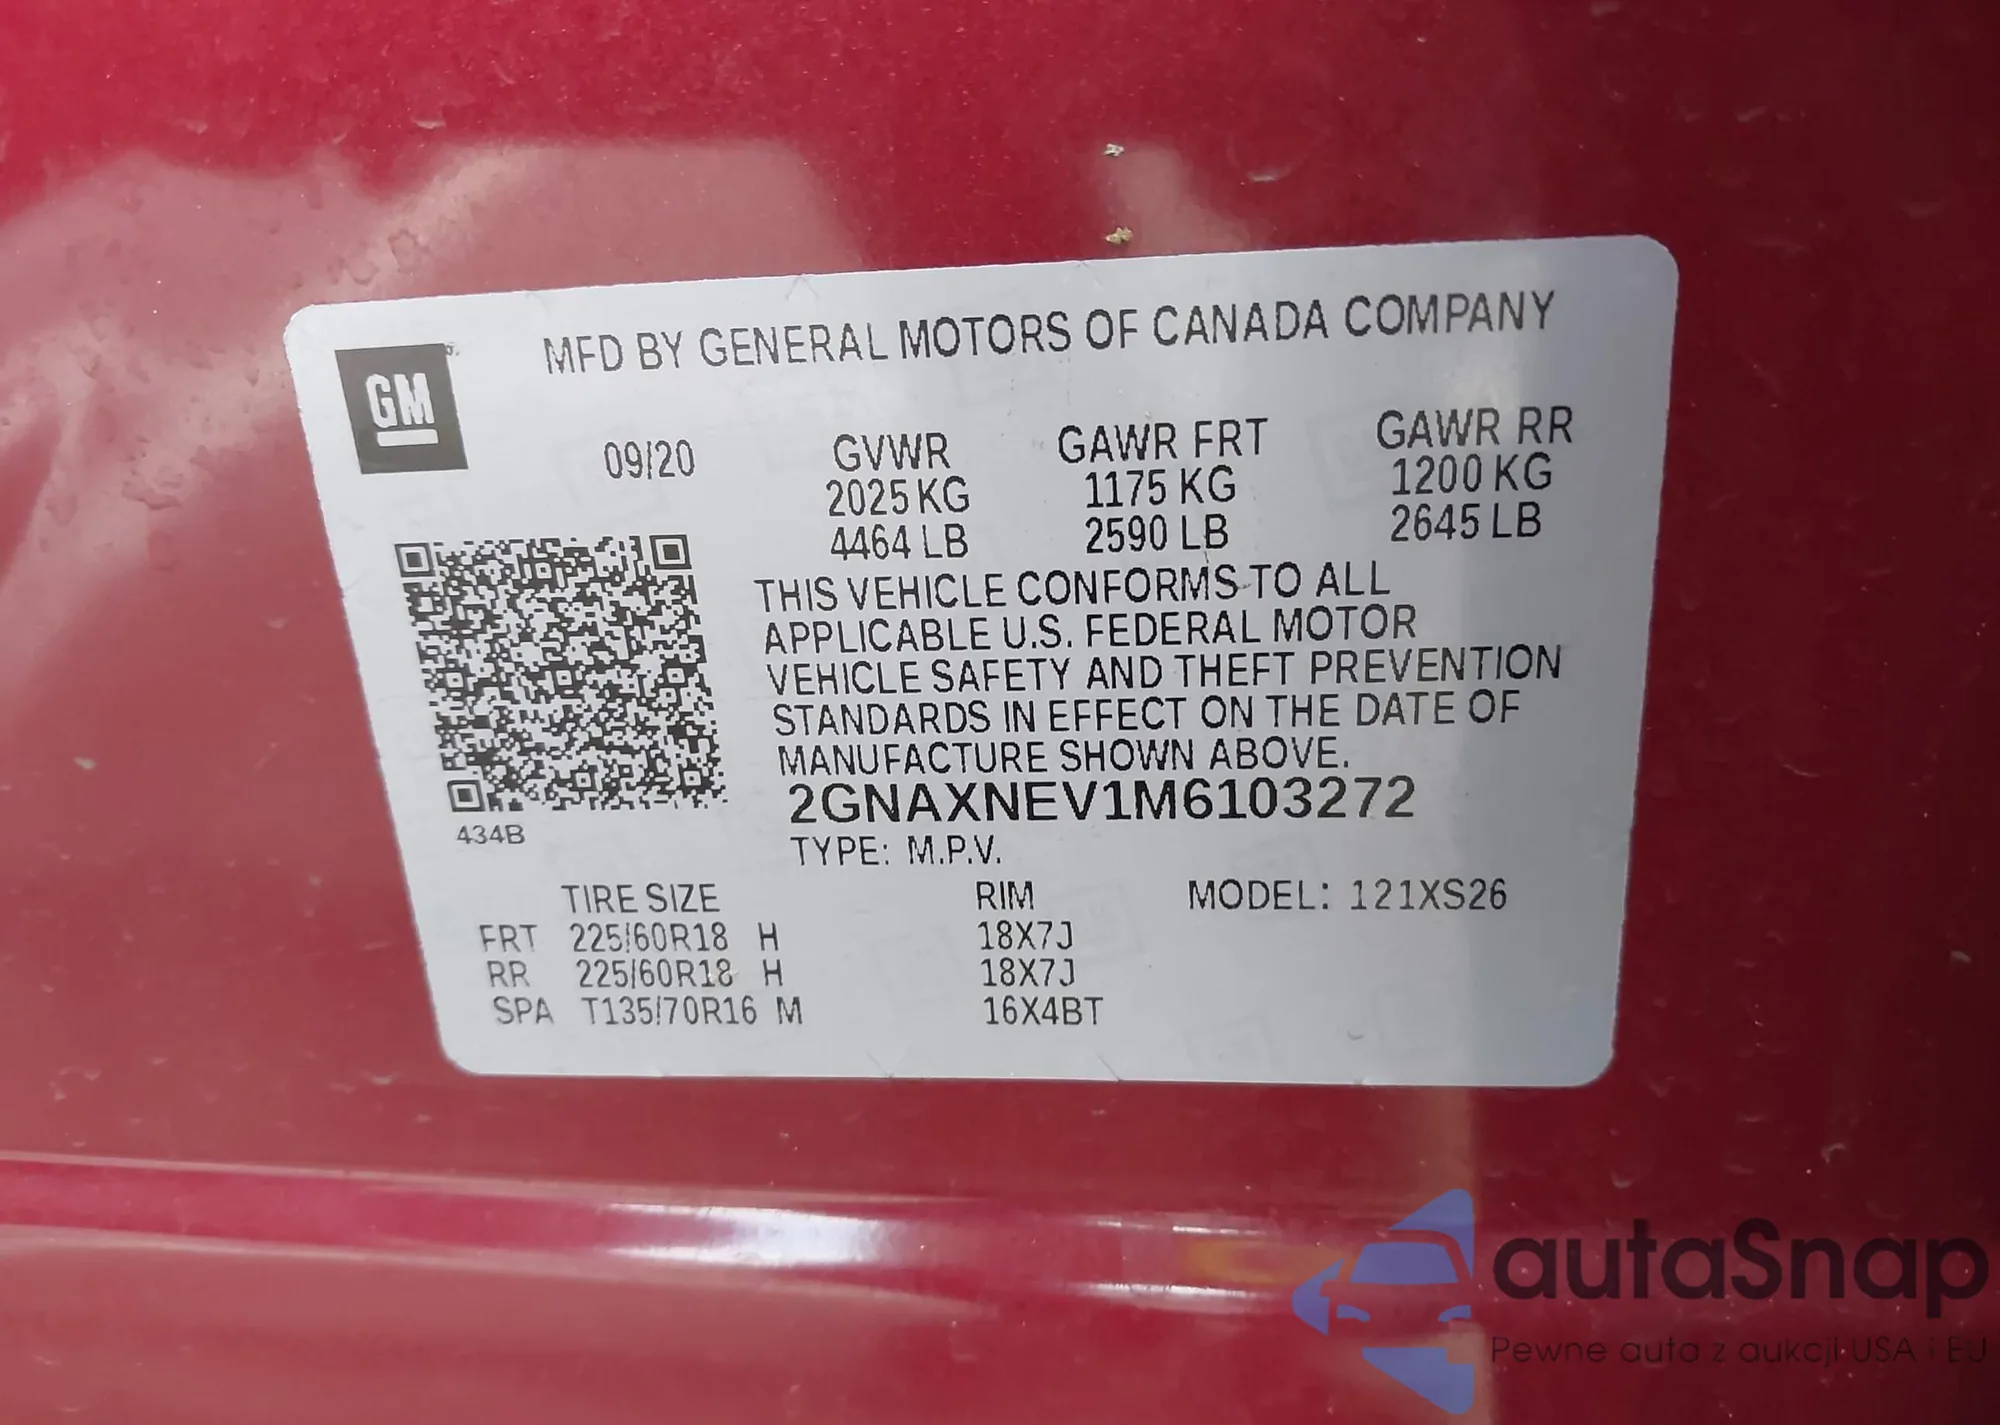 GM
MFD BY GENERAL MOTORS OF CANADA COMPANY
09/20 GVWR GAWR FRT GAWR RR
2025 KG 1175 KG 1200 KG
4464 LB 2590 LB 2645 LB
THIS VEHICLE CONFORMS TO ALL
APPLICABLE U.S. FEDERAL MOTOR
VEHICLE SAFETY AND THEFT PREVENTION
STANDARDS IN EFFECT ON THE DATE OF
MANUFACTURE SHOWN ABOVE.
2GNAXNEV1M6103272
434B
TYPE: M.P.V.
TIRE SIZE RIM MODEL: 121XS26
FRT 225/60R18 H 18X7J
RR 225/60R18 H 18X7J
SPA T135/70R16 M 16X4BT
autaSnap
Pewne auta z aukcji USA i EU